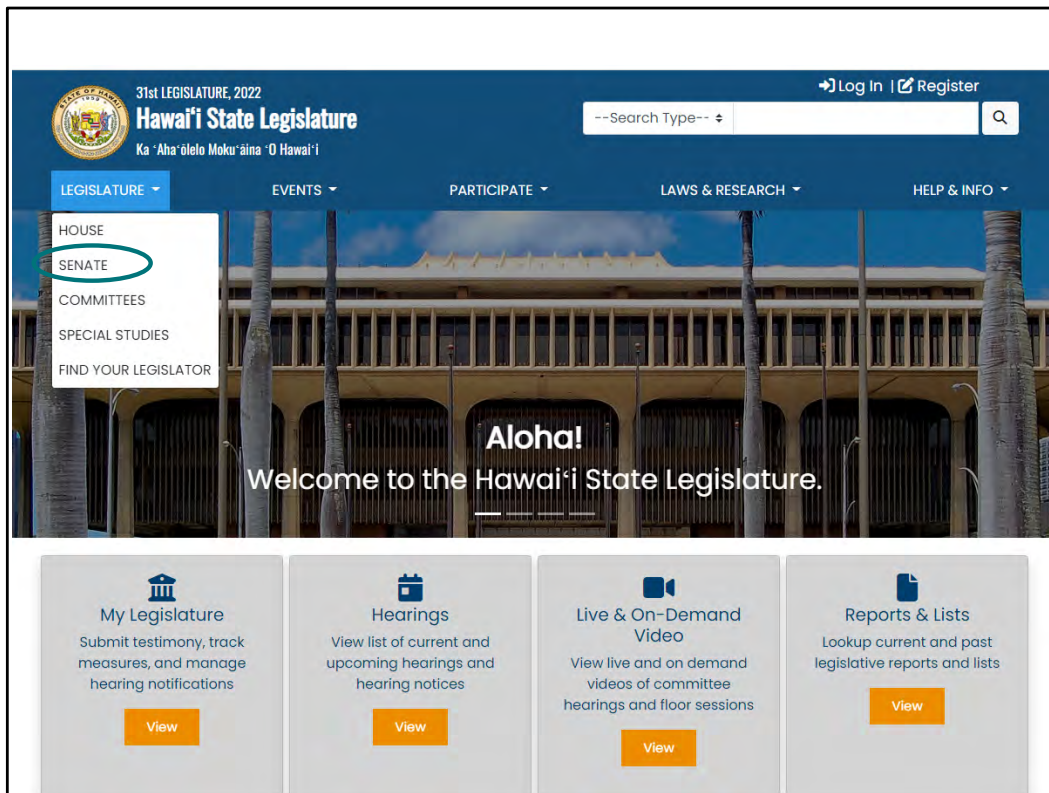 31st LEGISLATURE, 2022
Hawaiʻi State Legislature
Ka ʻAhaʻōlelo Mokuʻāina ʻO Hawaiʻi
Log In | Register
--Search Type--
LEGISLATURE
EVENTS
PARTICIPATE
LAWS & RESEARCH
HELP & INFO
HOUSE
SENATE
COMMITTEES
SPECIAL STUDIES
FIND YOUR LEGISLATOR
Aloha!
Welcome to the Hawaiʻi State Legislature.
My Legislature
Submit testimony, track
measures, and manage
hearing notifications
View
Hearings
View list of current and
upcoming hearings and
hearing notices
View
Live & On-Demand
Video
View live and on demand
videos of committee
hearings and floor sessions
View
Reports & Lists
Lookup current and past
legislative reports and lists
View